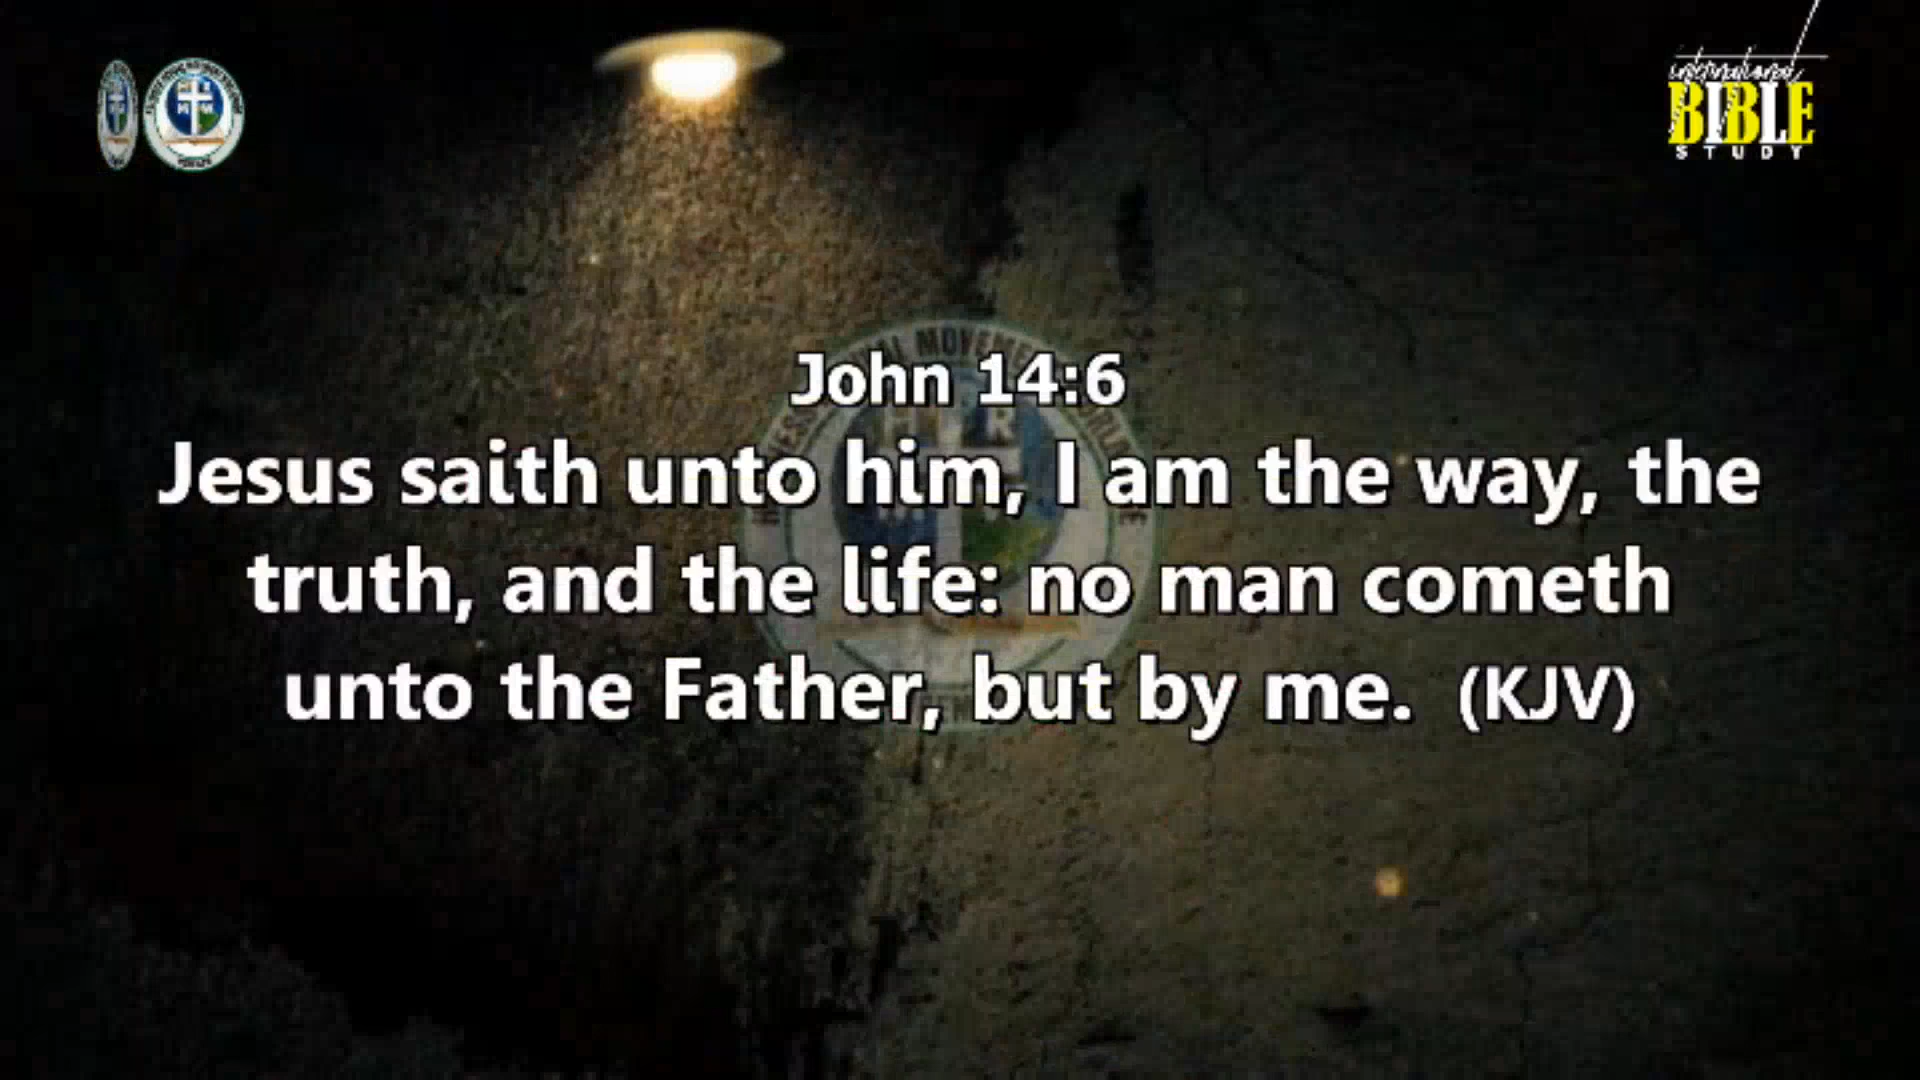 international
BIBLE
STUDY
John 14:6
Jesus saith unto him, I am the way, the
truth, and the life: no man cometh
unto the Father, but by me. (KJV)